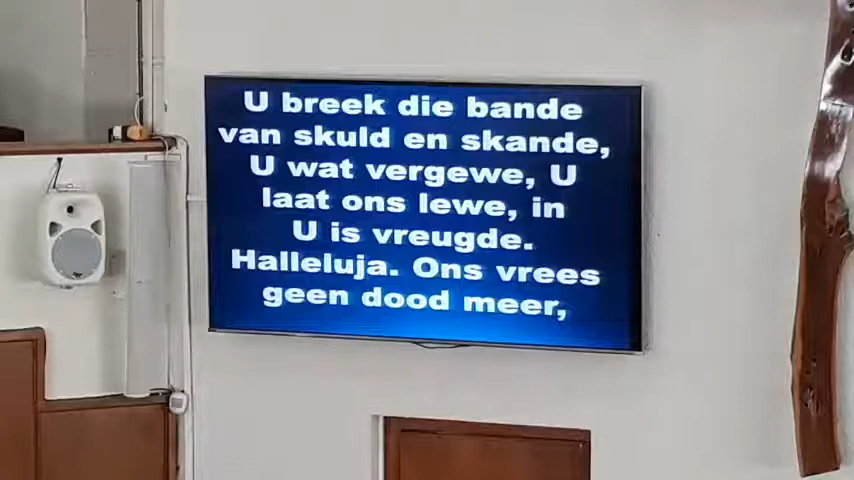 U breek die bande
van skuld en skande,
U wat vergewe, U
laat ons lewe, in
U is vreugde.
Halleluja. Ons vrees
geen dood meer,